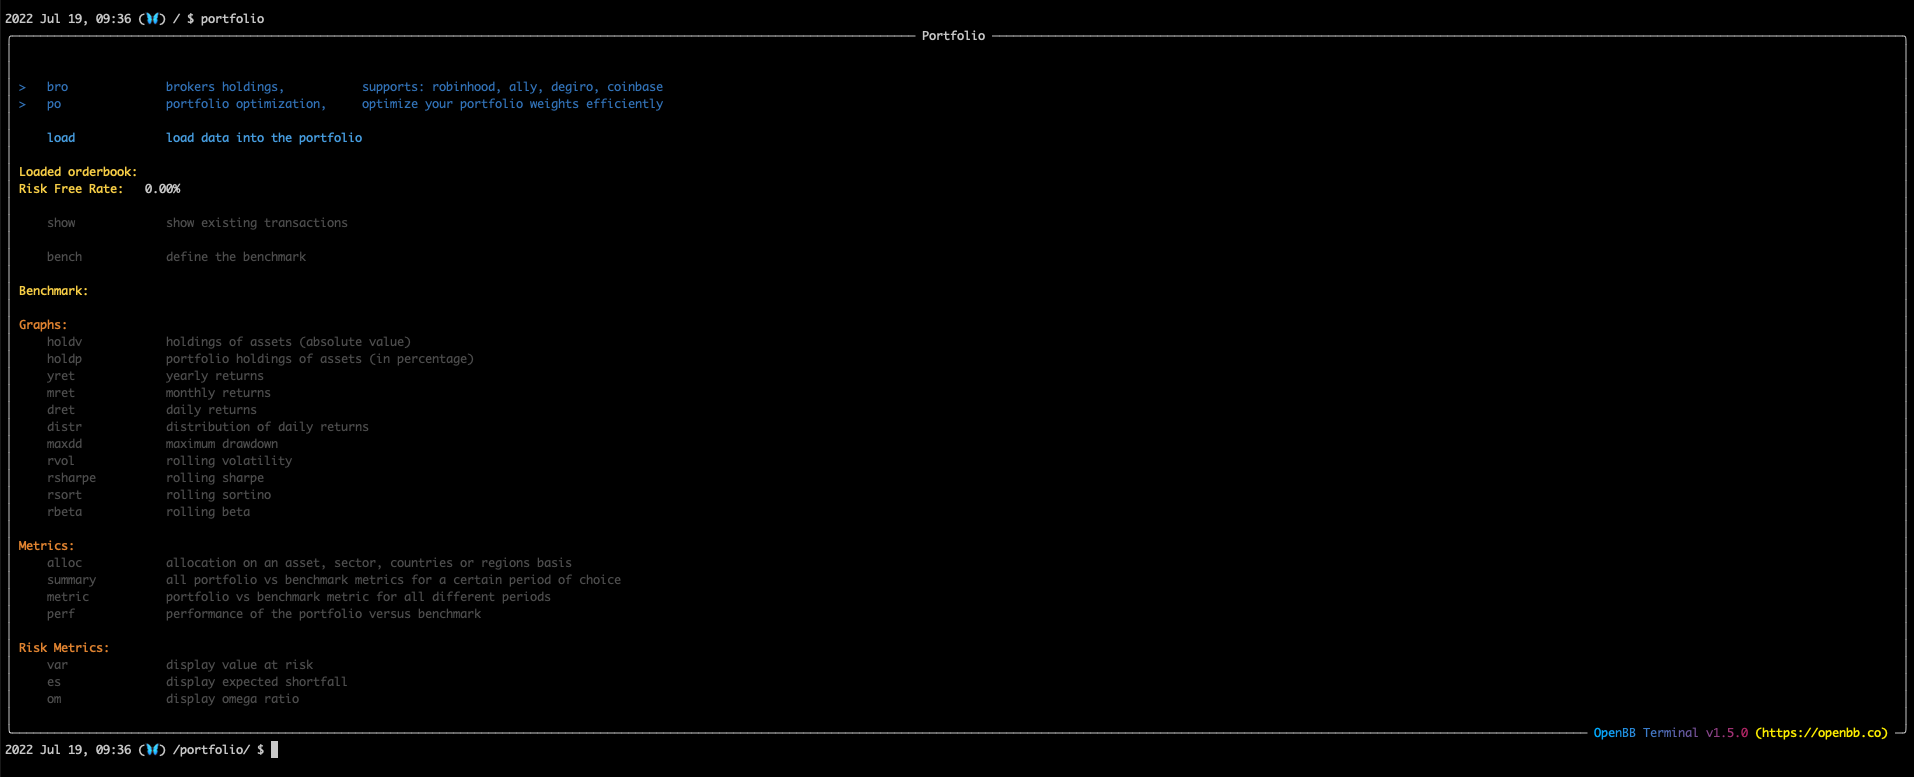 2022 Jul 19, 09:36 (🦋) / $ portfolio
Portfolio
> bro brokers holdings, supports: robinhood, ally, degiro, coinbase
> po portfolio optimization, optimize your portfolio weights efficiently
load load data into the portfolio
Loaded orderbook:
Risk Free Rate: 0.00%
show show existing transactions
bench define the benchmark
Benchmark:
Graphs:
holdv holdings of assets (absolute value)
holdp portfolio holdings of assets (in percentage)
yret yearly returns
mret monthly returns
dret daily returns
distr distribution of daily returns
maxdd maximum drawdown
rvol rolling volatility
rsharpe rolling sharpe
rsort rolling sortino
rbeta rolling beta
Metrics:
alloc allocation on an asset, sector, countries or regions basis
summary all portfolio vs benchmark metrics for a certain period of choice
metric portfolio vs benchmark metric for all different periods
perf performance of the portfolio versus benchmark
Risk Metrics:
var display value at risk
es display expected shortfall
om display omega ratio
OpenBB Terminal v1.5.0 (https://openbb.co)
2022 Jul 19, 09:36 (🦋) /portfolio/ $